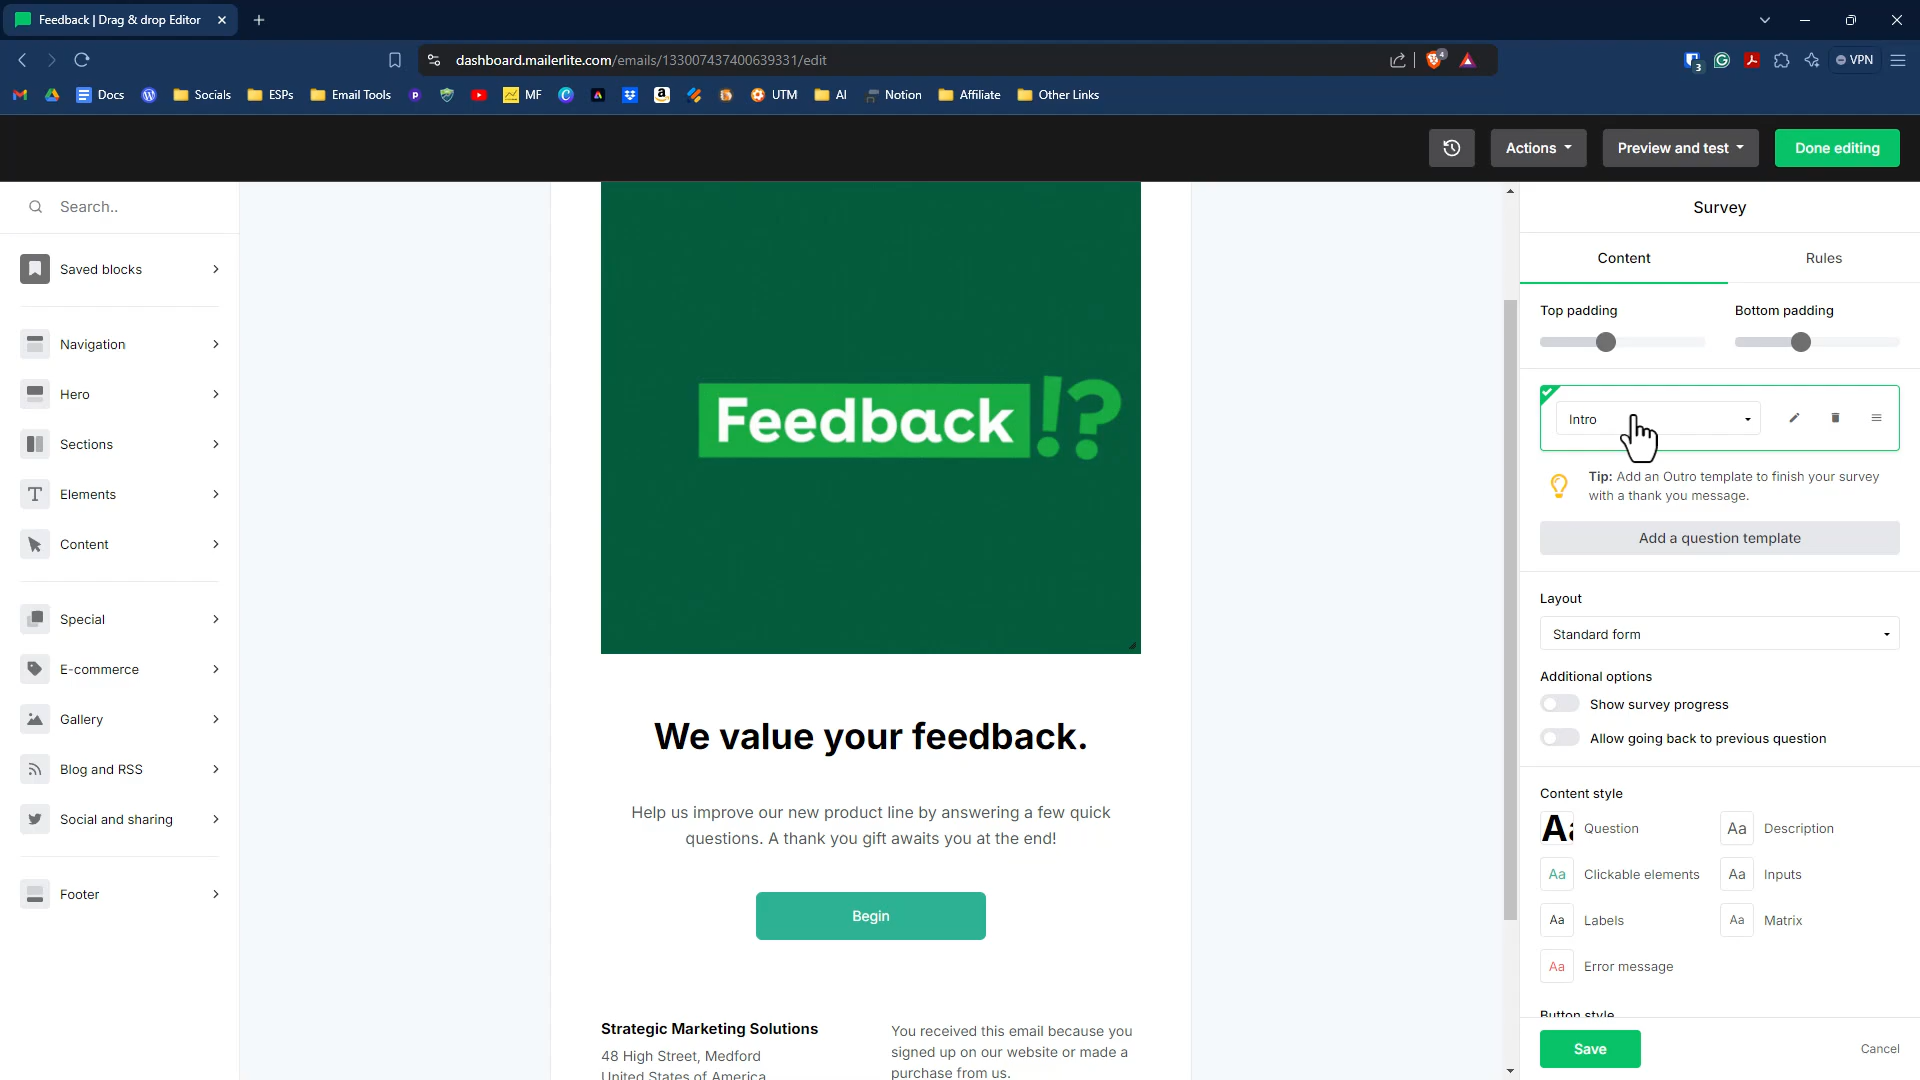 Feedback | Drag & drop Editor
dashboard.mailerlite.com/emails/133007437400639331/edit
4
3
VPN
Docs
Socials
ESPs
Email Tools
MF
UTM
AI
Notion
Affiliate
Other Links
Actions
Preview and test
Done editing
Search..
Saved blocks
Navigation
Hero
Sections
Elements
Content
Special
E-commerce
Gallery
Blog and RSS
Social and sharing
Footer
Feedback!?
We value your feedback.
Help us improve our new product line by answering a few quick
questions. A thank you gift awaits you at the end!
Begin
Strategic Marketing Solutions
48 High Street, Medford
United States of America
You received this email because you
signed up on our website or made a
purchase from us.
Survey
Content
Rules
Top padding
Bottom padding
Intro
Tip: Add an Outro template to finish your survey
with a thank you message.
Add a question template
Layout
Standard form
Additional options
Show survey progress
Allow going back to previous question
Content style
Aa Question
Aa Description
Aa Clickable elements
Aa Inputs
Aa Labels
Aa Matrix
Aa Error message
Button style
Save
Cancel